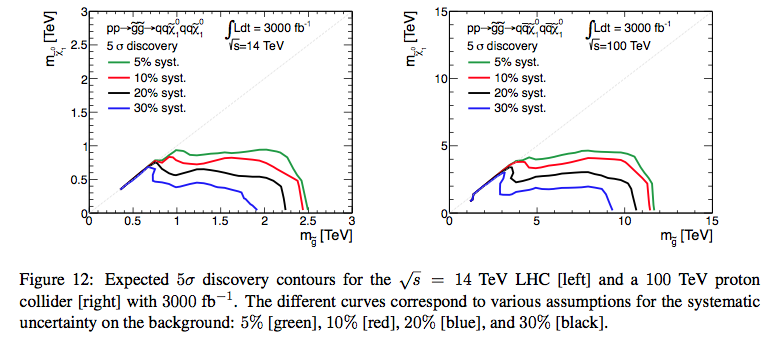 pp→g̃g̃→qqχ̃₁⁰qqχ̃₁⁰ ∫Ldt = 3000 fb⁻¹
5 σ discovery √s=14 TeV
5% syst.
10% syst.
20% syst.
30% syst.
m_χ̃₁⁰ [TeV]
3
2.5
2
1.5
1
0.5
0
0 0.5 1 1.5 2 2.5 3
m_g̃ [TeV]
pp→g̃g̃→qq̄χ̃₁⁰qq̄χ̃₁⁰ ∫Ldt = 3000 fb⁻¹
5 σ discovery √s=100 TeV
5% syst.
10% syst.
20% syst.
30% syst.
m_χ̃₁⁰ [TeV]
15
10
5
0
0 5 10 15
m_g̃ [TeV]
Figure 12: Expected 5σ discovery contours for the √s = 14 TeV LHC [left] and a 100 TeV proton
collider [right] with 3000 fb⁻¹. The different curves correspond to various assumptions for the systematic
uncertainty on the background: 5% [green], 10% [red], 20% [blue], and 30% [black].